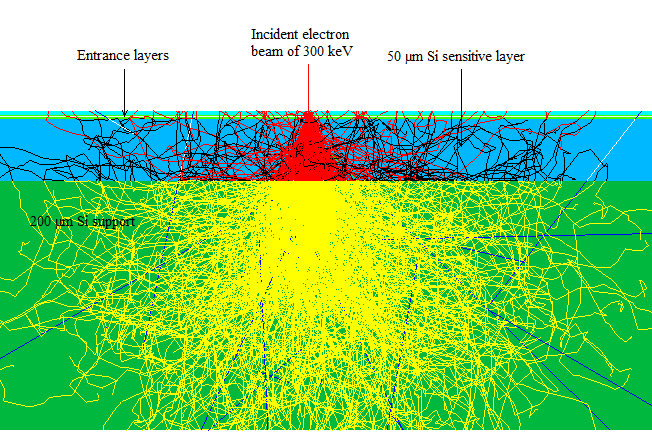 Incident electron
beam of 300 keV
Entrance layers
50 μm Si sensitive layer
200 μm Si support